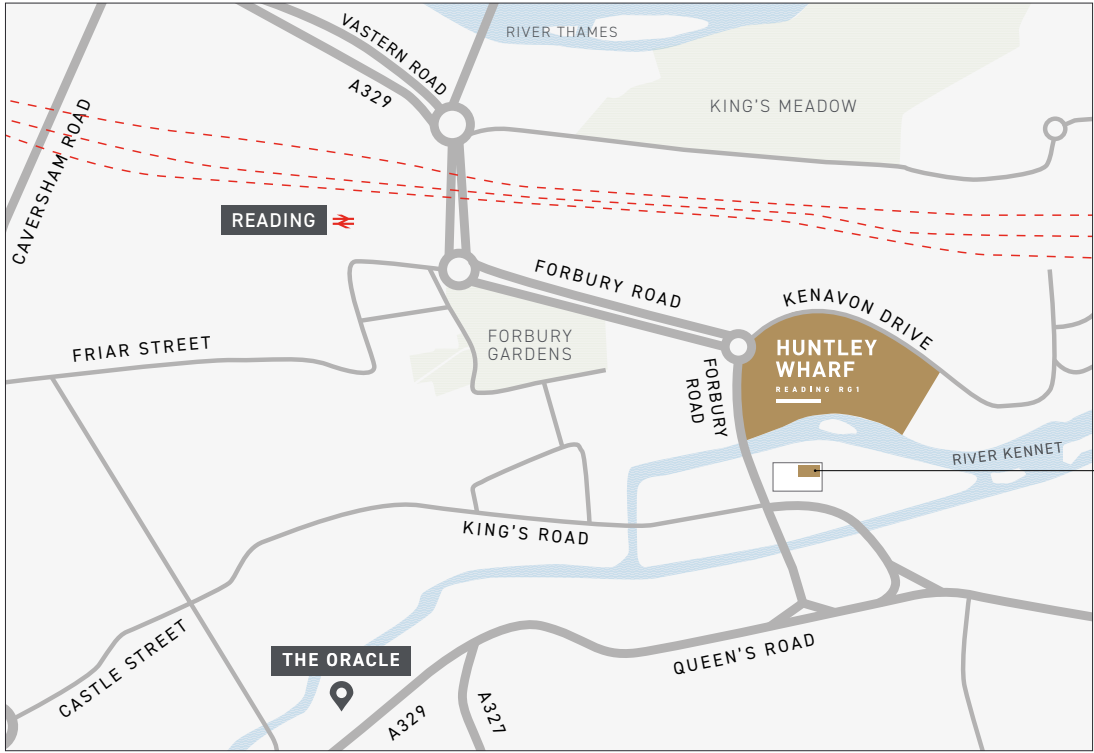 VASTERN ROAD
RIVER THAMES
A329
KING'S MEADOW
CAVERSHAM ROAD
READING
FORBURY ROAD
KENAVON DRIVE
FRIAR STREET
FORBURY
GARDENS
HUNTLEY
WHARF
READING RG1
FORBURY
ROAD
RIVER KENNET
KING'S ROAD
CASTLE STREET
THE ORACLE
QUEEN'S ROAD
A329
A327